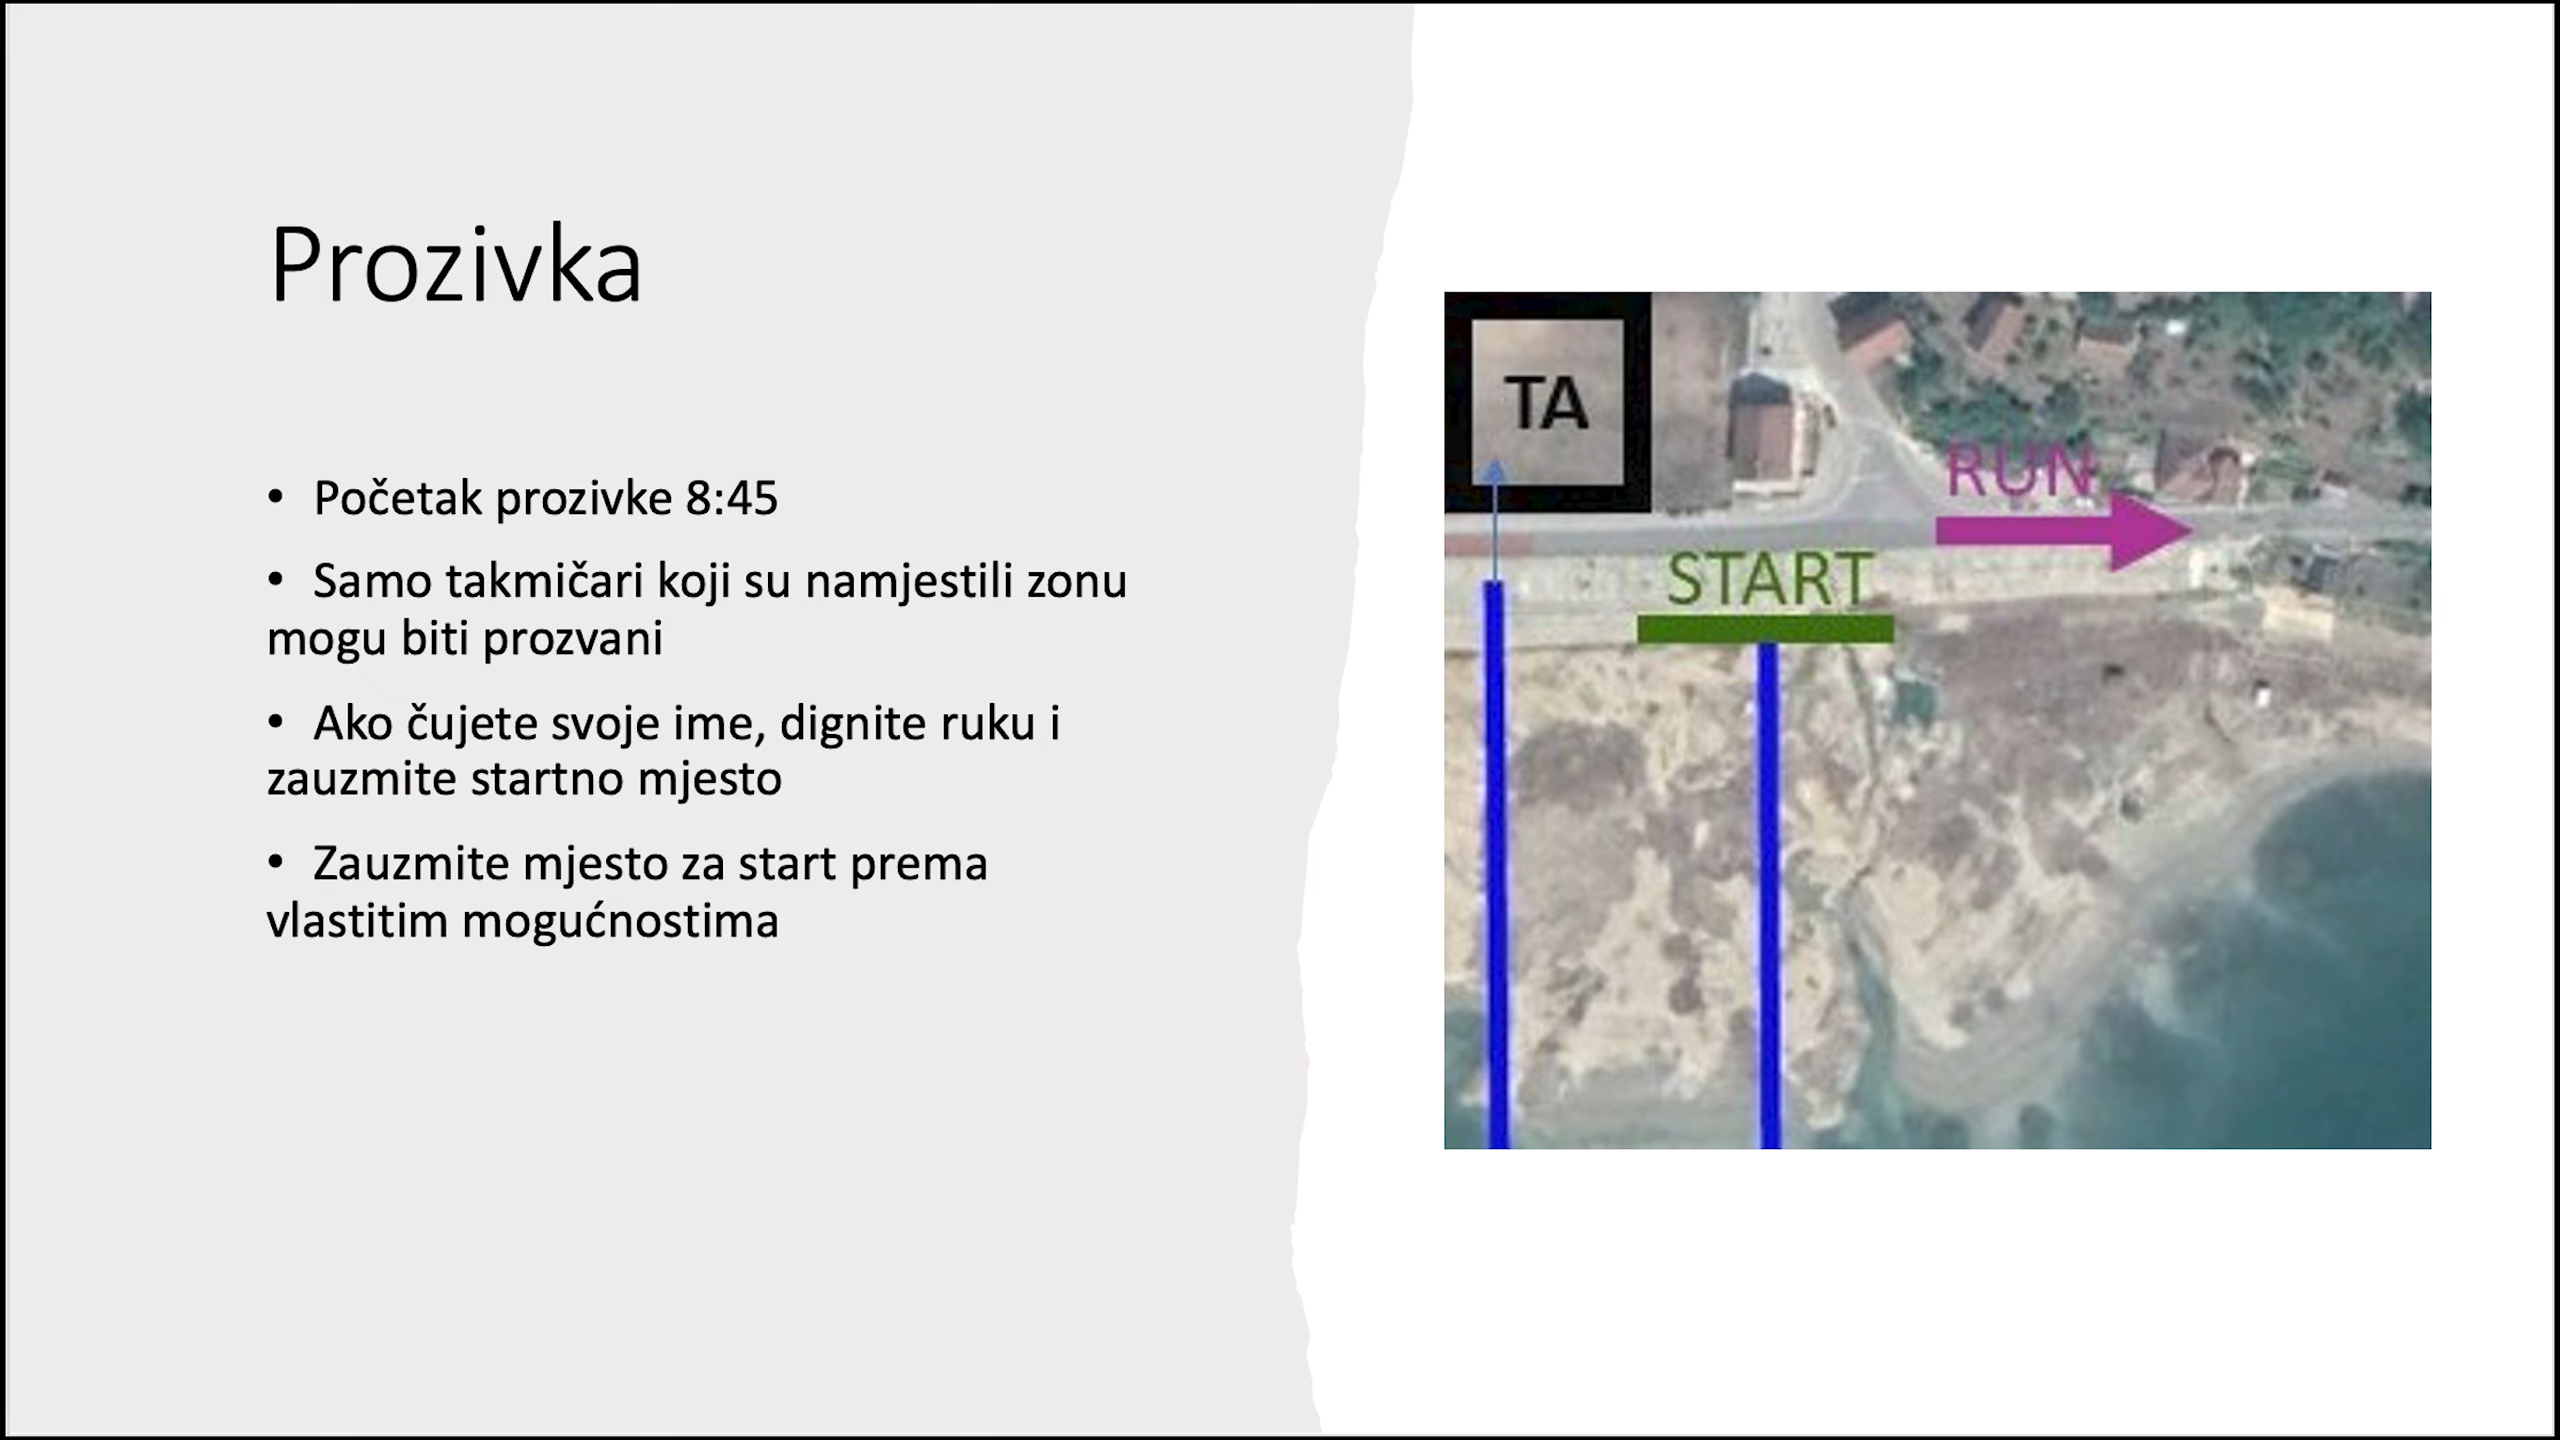 Prozivka
• Početak prozivke 8:45
• Samo takmičari koji su namjestili zonu
mogu biti prozvani
• Ako čujete svoje ime, dignite ruku i
zauzmite startno mjesto
• Zauzmite mjesto za start prema
vlastitim mogućnostima
TA
RUN
START